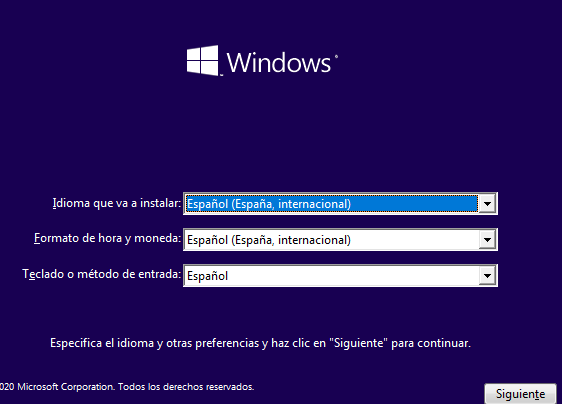 Windows
Idioma que va a instalar: Español (España, internacional)
Formato de hora y moneda: Español (España, internacional)
Teclado o método de entrada: Español
Especifica el idioma y otras preferencias y haz clic en "Siguiente" para continuar.
020 Microsoft Corporation. Todos los derechos reservados.
Siguiente